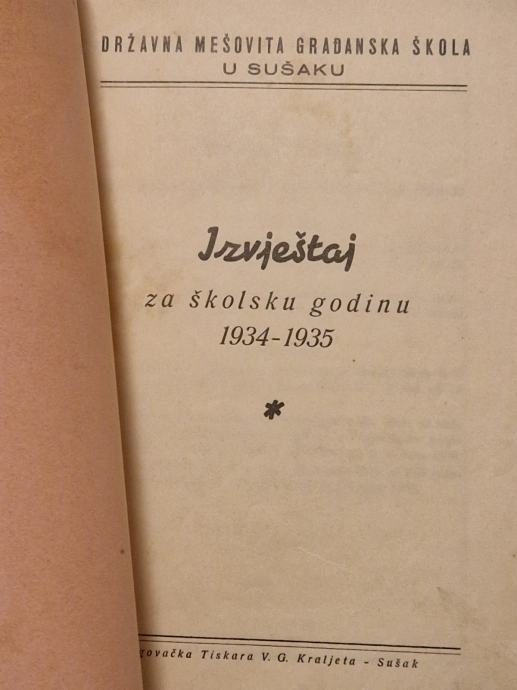 DRŽAVNA MEŠOVITA GRAĐANSKA ŠKOLA
U SUŠAKU
Izvještaj
za školsku godinu
1934-1935
*
Tiskara V. G. Kraljeta - Sušak